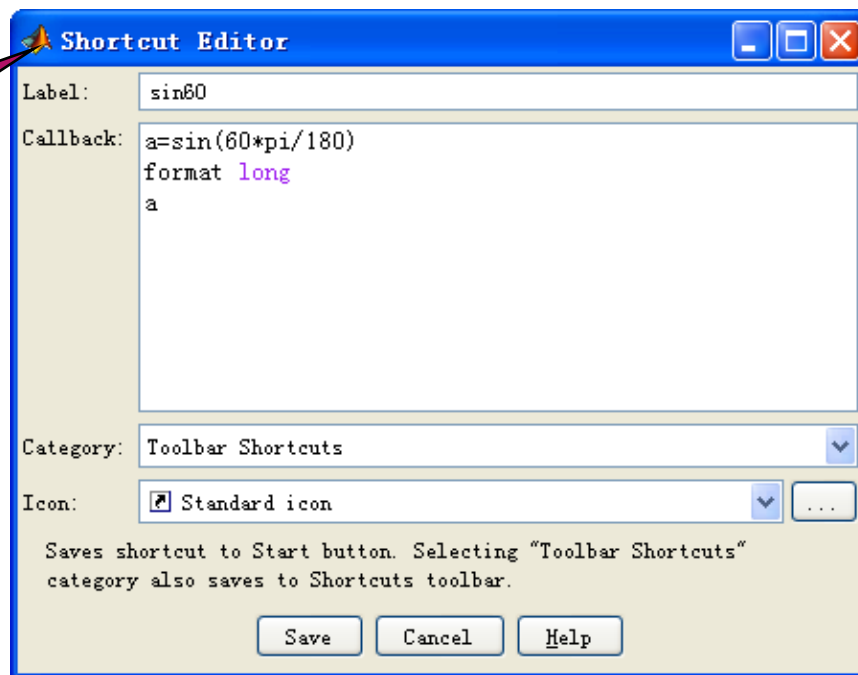 Shortcut Editor
Label: sin60
Callback: a=sin(60*pi/180)
format long
a
Category: Toolbar Shortcuts
Icon: Standard icon ...
Saves shortcut to Start button. Selecting "Toolbar Shortcuts"
category also saves to Shortcuts toolbar.
Save Cancel Help